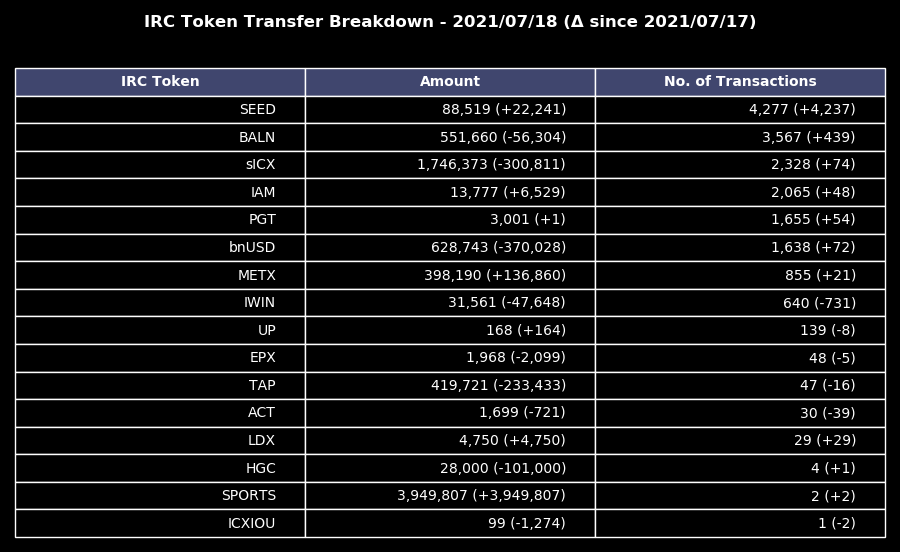 IRC Token Transfer Breakdown - 2021/07/18 (Δ since 2021/07/17)
IRC Token Amount No. of Transactions
SEED 88,519 (+22,241) 4,277 (+4,237)
BALN 551,660 (-56,304) 3,567 (+439)
sICX 1,746,373 (-300,811) 2,328 (+74)
IAM 13,777 (+6,529) 2,065 (+48)
PGT 3,001 (+1) 1,655 (+54)
bnUSD 628,743 (-370,028) 1,638 (+72)
METX 398,190 (+136,860) 855 (+21)
IWIN 31,561 (-47,648) 640 (-731)
UP 168 (+164) 139 (-8)
EPX 1,968 (-2,099) 48 (-5)
TAP 419,721 (-233,433) 47 (-16)
ACT 1,699 (-721) 30 (-39)
LDX 4,750 (+4,750) 29 (+29)
HGC 28,000 (-101,000) 4 (+1)
SPORTS 3,949,807 (+3,949,807) 2 (+2)
ICXIOU 99 (-1,274) 1 (-2)